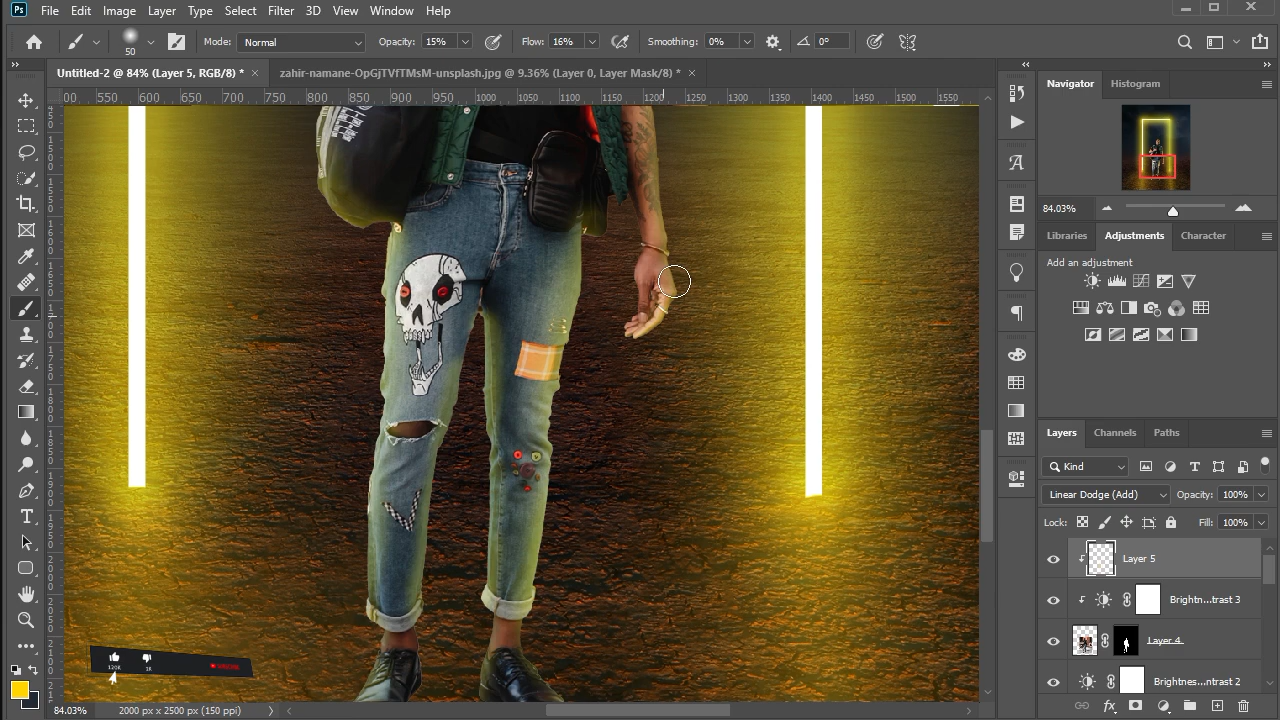 Ps File Edit Image Layer Type Select Filter 3D View Window Help
50 Mode: Normal Opacity: 15% Flow: 16% Smoothing: 0% 0°
Untitled-2 @ 84% (Layer 5, RGB/8) * × zahir-namane-OpGjTVfTMsM-unsplash.jpg @ 9.36% (Layer 0, Layer Mask/8) * ×
00 550 600 650 700 750 800 850 900 950 1000 1050 1100 1150 1200 1250 1300 1350 1400 1450 1500 1550
Navigator Histogram
84.03%
Libraries Adjustments Character
Add an adjustment
Layers Channels Paths
Kind
Linear Dodge (Add) Opacity: 100%
Lock: Fill: 100%
Layer 5
Brightn...trast 3
Layer 4
Brightnes...ntrast 2
120K 1K
84.03% 2000 px x 2500 px (150 ppi)